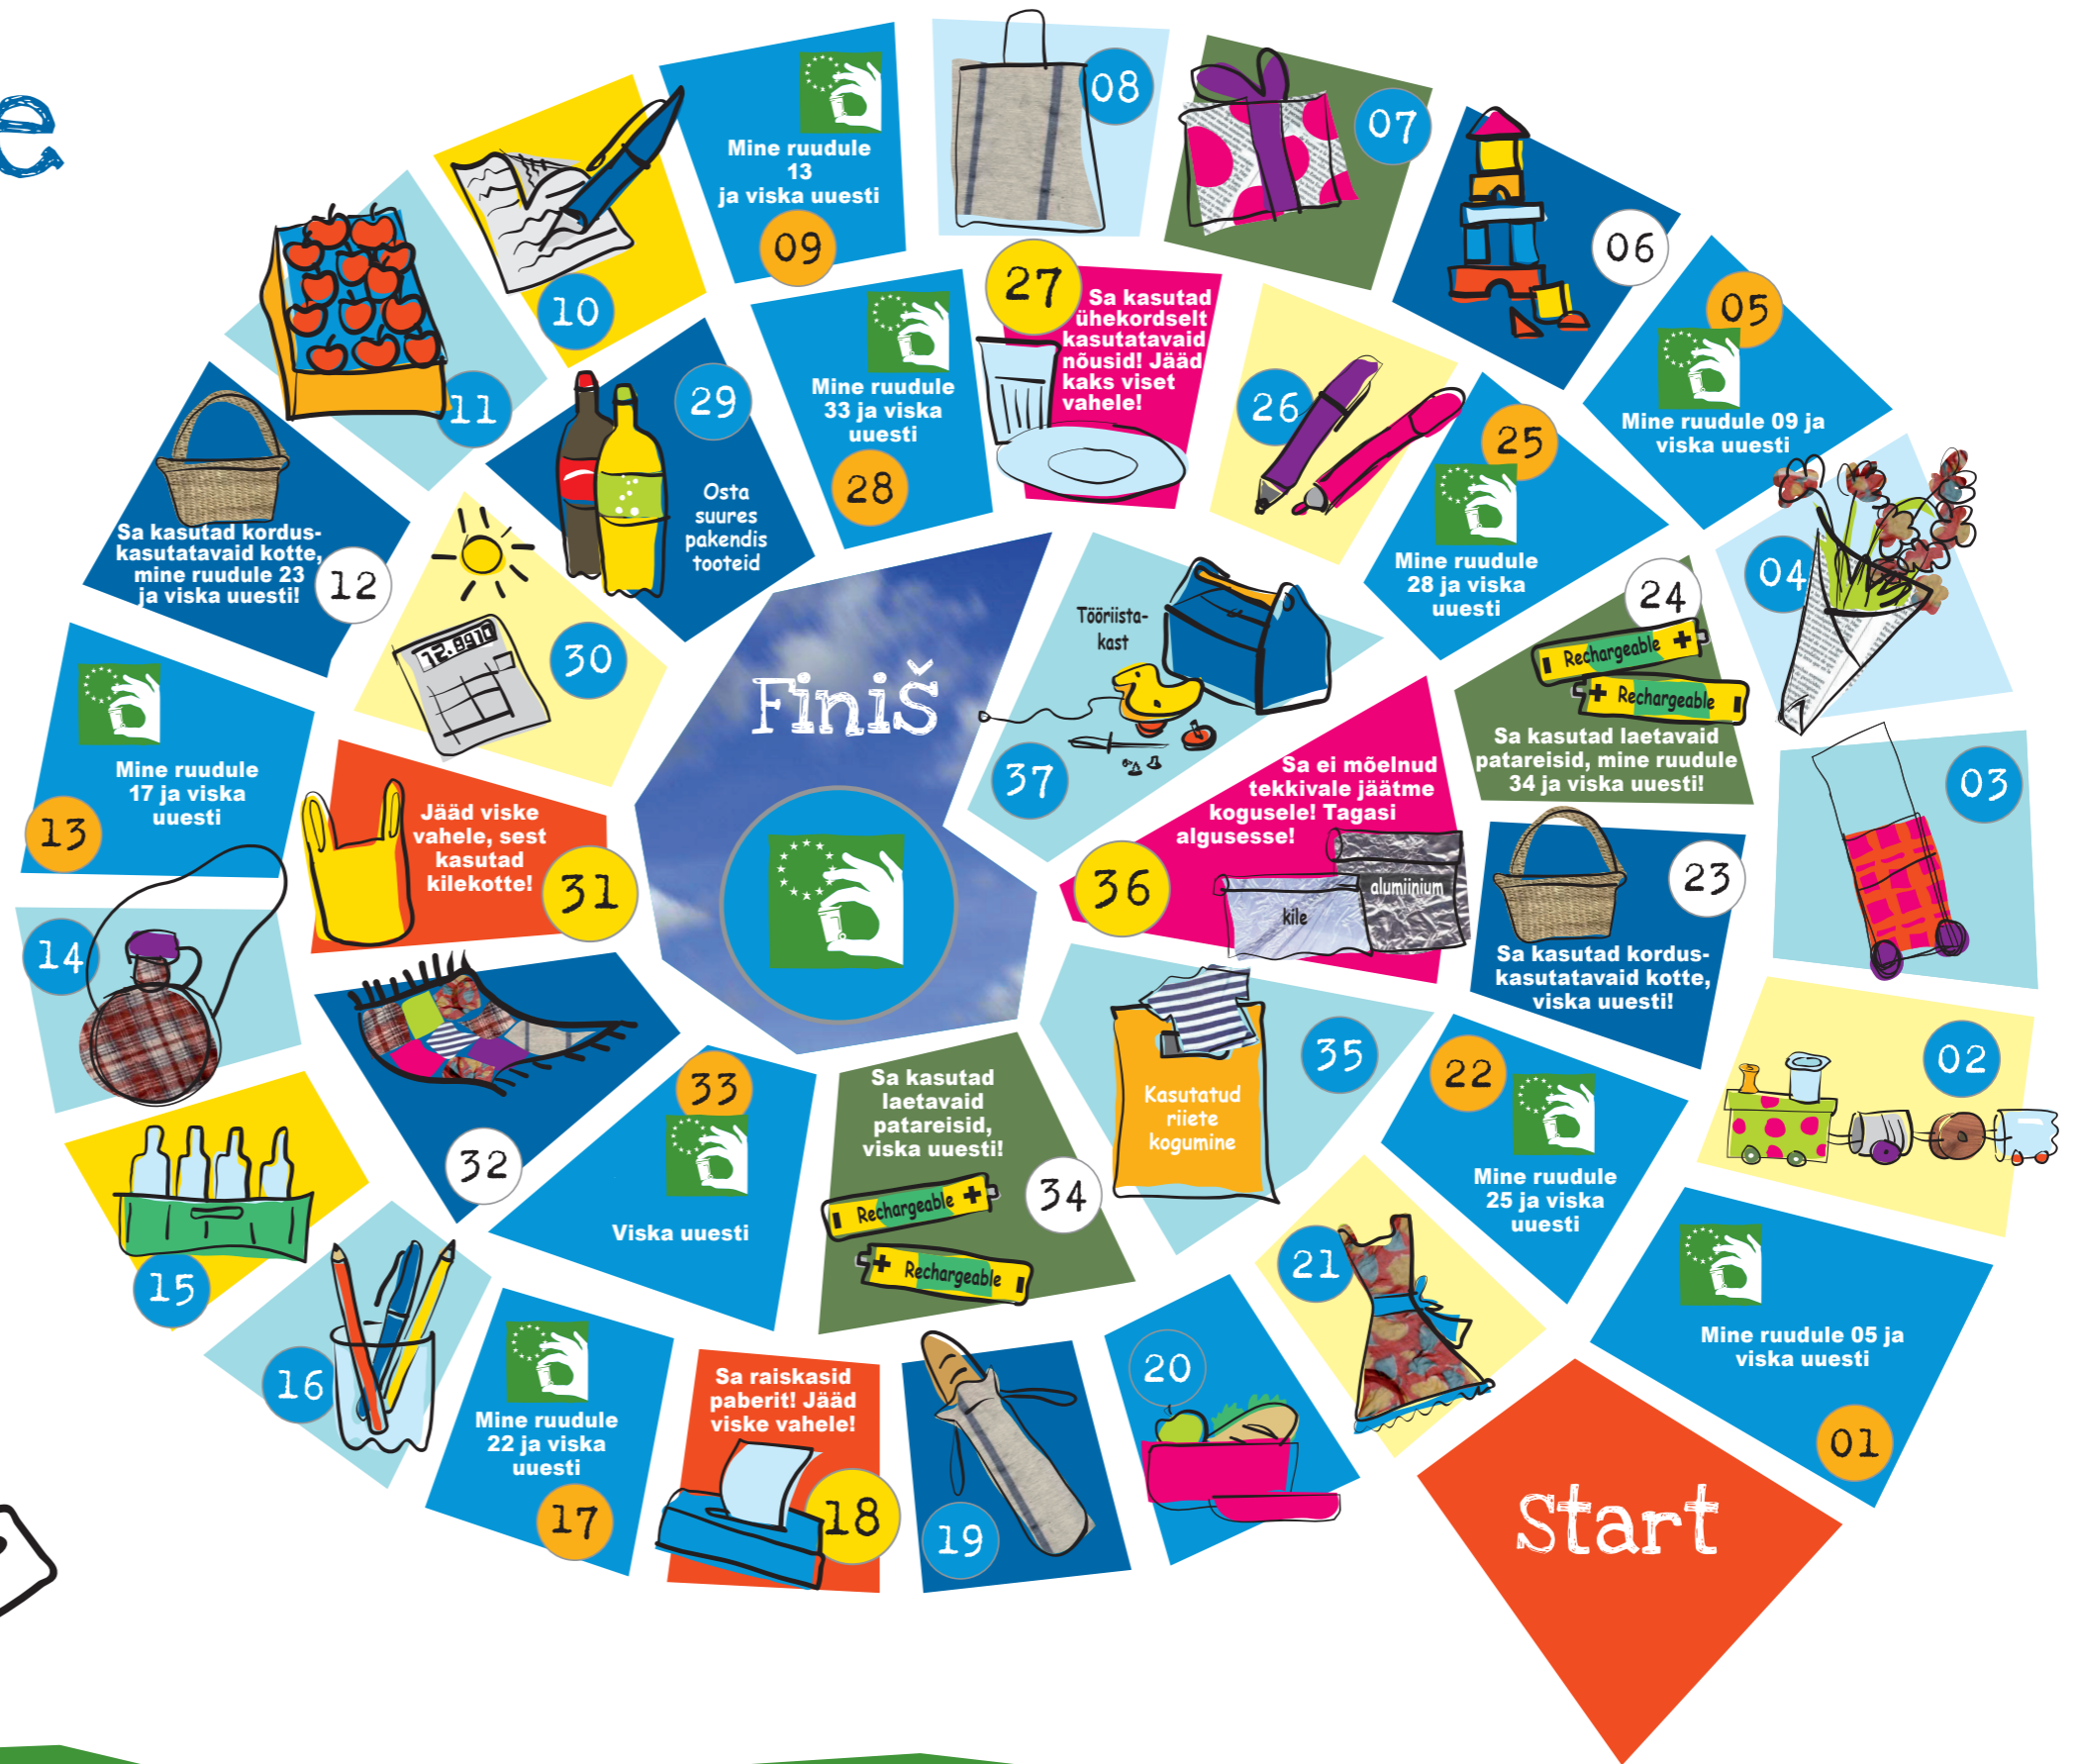 e
Start
01
Mine ruudule 05 ja
viska uuesti
02
03
04
05
Mine ruudule 09 ja
viska uuesti
06
07
08
09
Mine ruudule
13
ja viska uuesti
10
11
12
Sa kasutad kordus-
kasutatavaid kotte,
mine ruudule 23
ja viska uuesti!
13
Mine ruudule
17 ja viska
uuesti
14
15
16
17
Mine ruudule
22 ja viska
uuesti
18
Sa raiskasid
paberit! Jääd
viske vahele!
19
20
21
22
Mine ruudule
25 ja viska
uuesti
23
Sa kasutad kordus-
kasutatavaid kotte,
viska uuesti!
24
Rechargeable +
+ Rechargeable
Sa kasutad laetavaid
patareisid, mine ruudule
34 ja viska uuesti!
25
Mine ruudule
28 ja viska
uuesti
26
27
Sa kasutad
ühekordselt
kasutatavaid
nõusid! Jääd
kaks viset
vahele!
28
Mine ruudule
33 ja viska
uuesti
29
Osta
suures
pakendis
tooteid
30
12.8910
31
Jääd viske
vahele, sest
kasutad
kilekotte!
32
33
Viska uuesti
34
Sa kasutad
laetavaid
patareisid,
viska uuesti!
Rechargeable +
+ Rechargeable
35
Kasutatud
riiete
kogumine
36
Sa ei mõelnud
tekkivale jäätme
kogusele! Tagasi
algusesse!
kile
alumiinium
37
Tööriista-
kast
Finiš